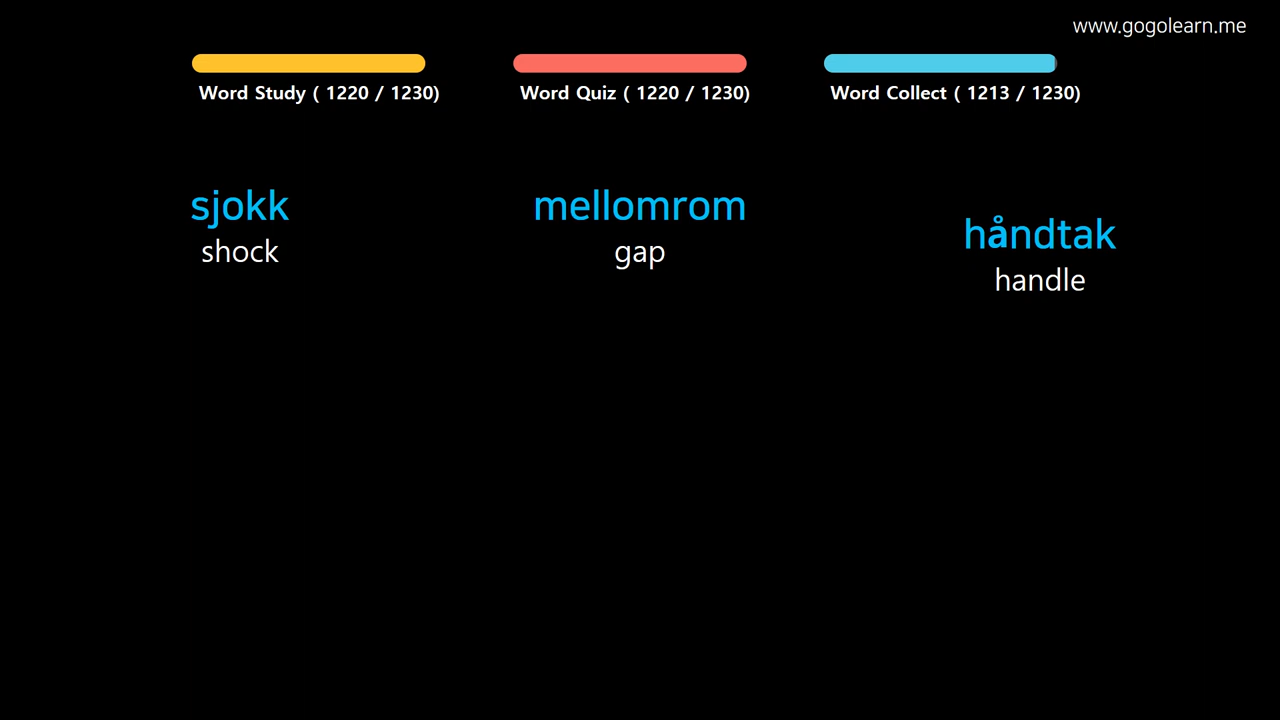 www.gogolearn.me
Word Study ( 1220 / 1230)
Word Quiz ( 1220 / 1230)
Word Collect ( 1213 / 1230)
sjokk
shock
mellomrom
gap
håndtak
handle